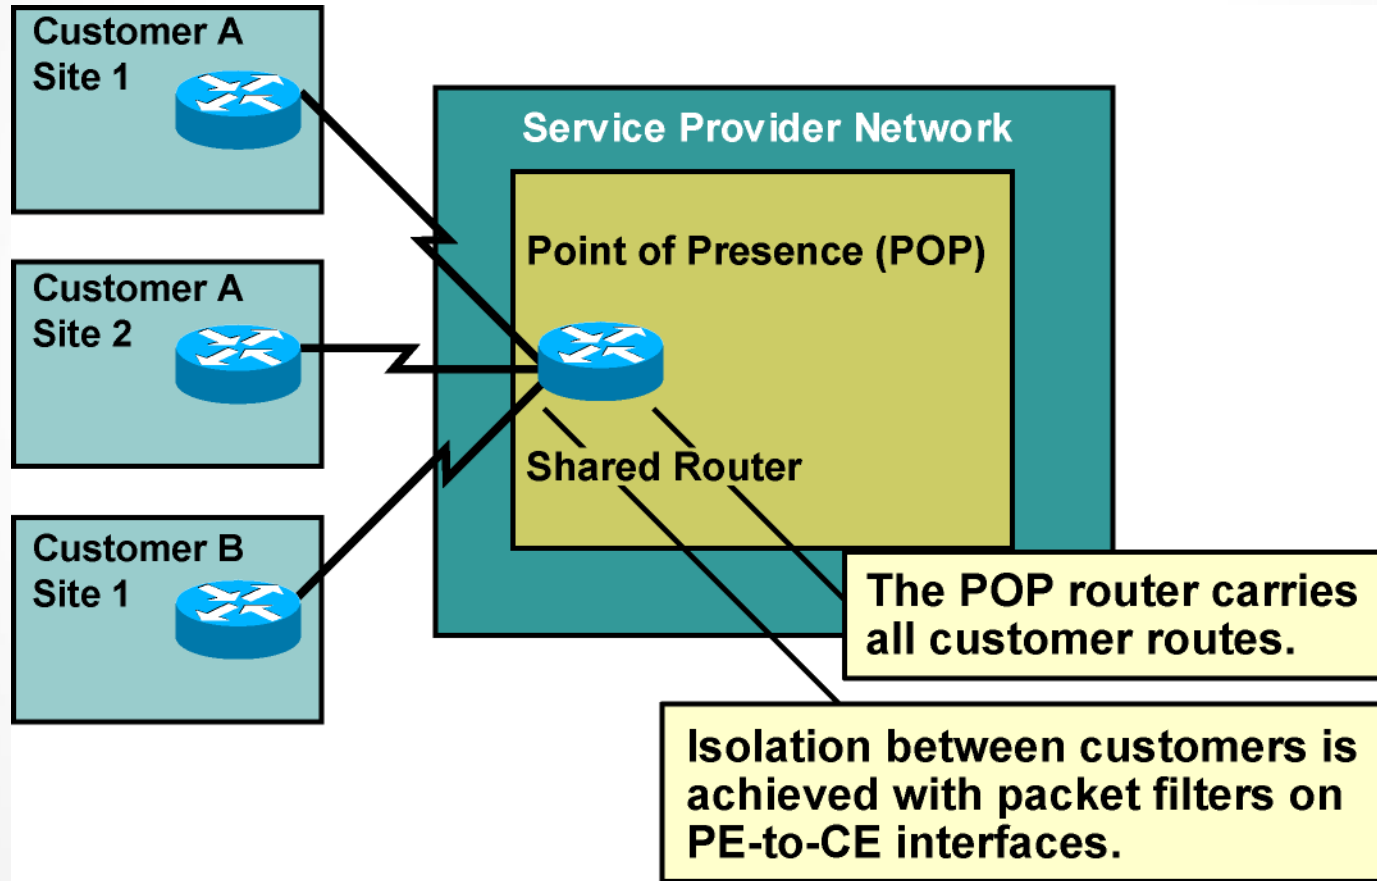 Customer A
Site 1
Service Provider Network
Point of Presence (POP)
Customer A
Site 2
Shared Router
Customer B
Site 1
The POP router carries
all customer routes.
Isolation between customers is
achieved with packet filters on
PE-to-CE interfaces.